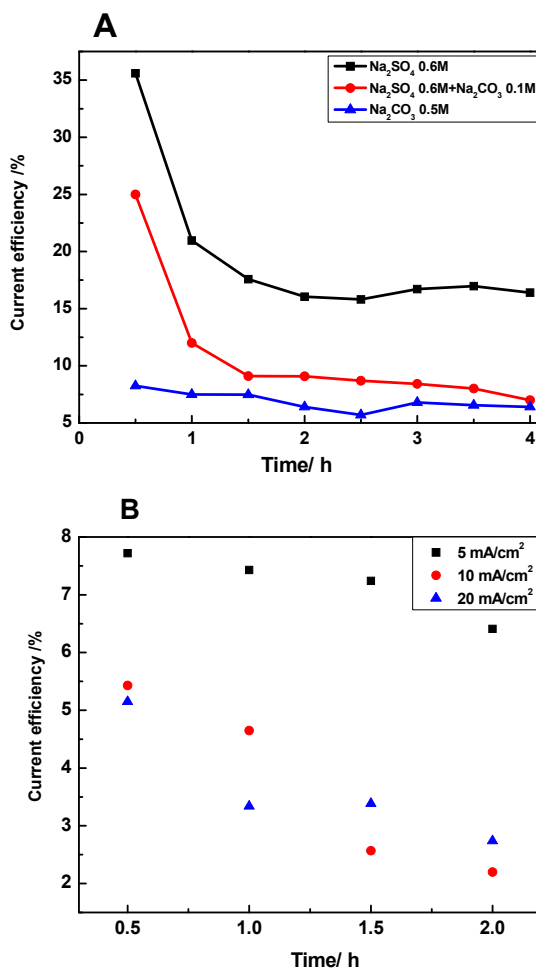 A
Na₂SO₄ 0.6M
Na₂SO₄ 0.6M+Na₂CO₃ 0.1M
Na₂CO₃ 0.5M
Current efficiency /%
35
30
25
20
15
10
5
0 1 2 3 4
Time/ h
B
5 mA/cm²
10 mA/cm²
20 mA/cm²
Current efficiency /%
8
7
6
5
4
3
2
0.5 1.0 1.5 2.0
Time/ h